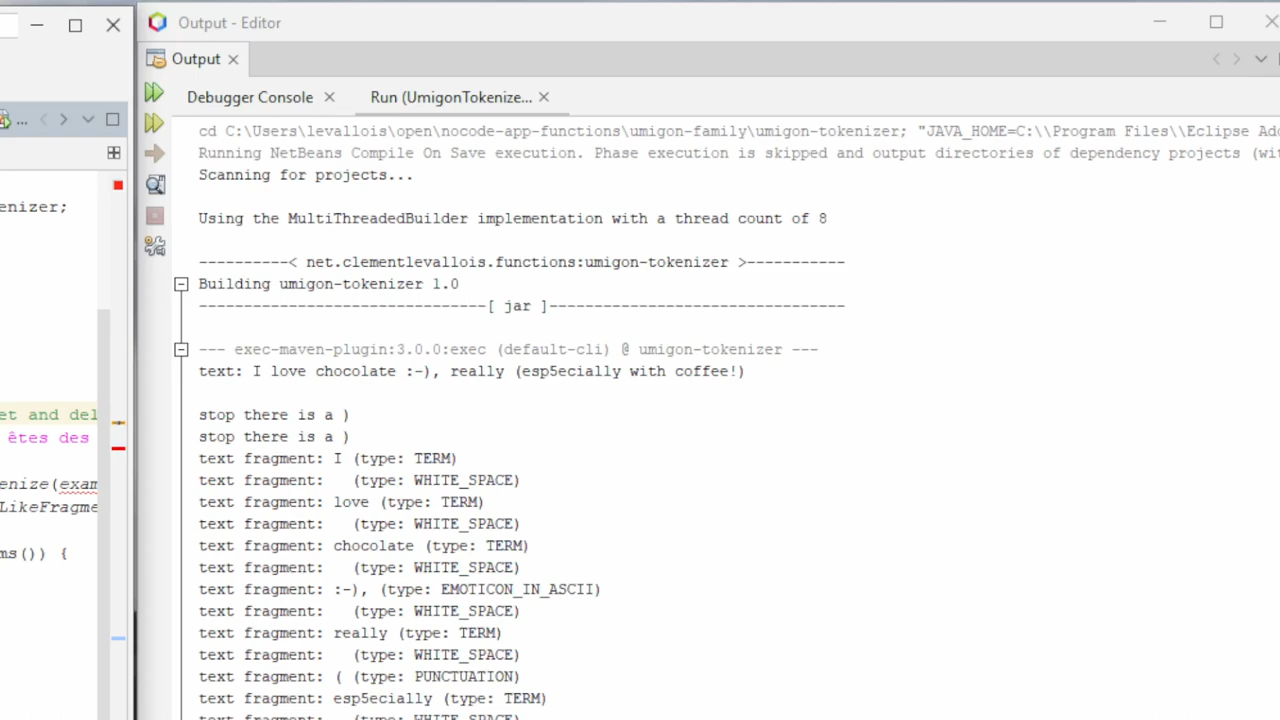 Output - Editor
Output
Debugger Console
Run (UmigonTokenize...
...
enizer;
et and del
êtes des
enize(exam
LikeFragme
ms()) {
cd C:\Users\levallois\open\nocode-app-functions\umigon-family\umigon-tokenizer; "JAVA_HOME=C:\\Program Files\\Eclipse Ado
Running NetBeans Compile On Save execution. Phase execution is skipped and output directories of dependency projects (wit
Scanning for projects...
Using the MultiThreadedBuilder implementation with a thread count of 8
----------< net.clementlevallois.functions:umigon-tokenizer >-----------
Building umigon-tokenizer 1.0
--------------------------------[ jar ]---------------------------------
--- exec-maven-plugin:3.0.0:exec (default-cli) @ umigon-tokenizer ---
text: I love chocolate :-), really (esp5ecially with coffee!)
stop there is a )
stop there is a )
text fragment: I (type: TERM)
text fragment:   (type: WHITE_SPACE)
text fragment: love (type: TERM)
text fragment:   (type: WHITE_SPACE)
text fragment: chocolate (type: TERM)
text fragment:   (type: WHITE_SPACE)
text fragment: :-), (type: EMOTICON_IN_ASCII)
text fragment:   (type: WHITE_SPACE)
text fragment: really (type: TERM)
text fragment:   (type: WHITE_SPACE)
text fragment: ( (type: PUNCTUATION)
text fragment: esp5ecially (type: TERM)
text fragment:   (type: WHITE_SPACE)